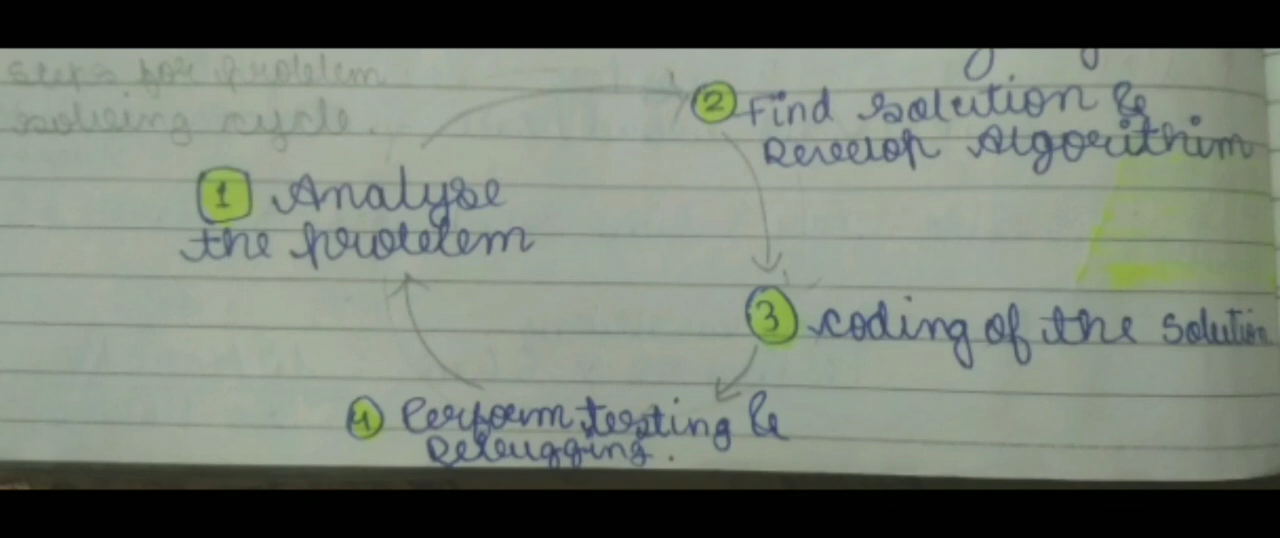 steps for problem
solving cycle.
2 Find solution &
Develop Algorithim
1 Analyse
the problem
3 coding of the solution
4 Perform testing &
Debugging.